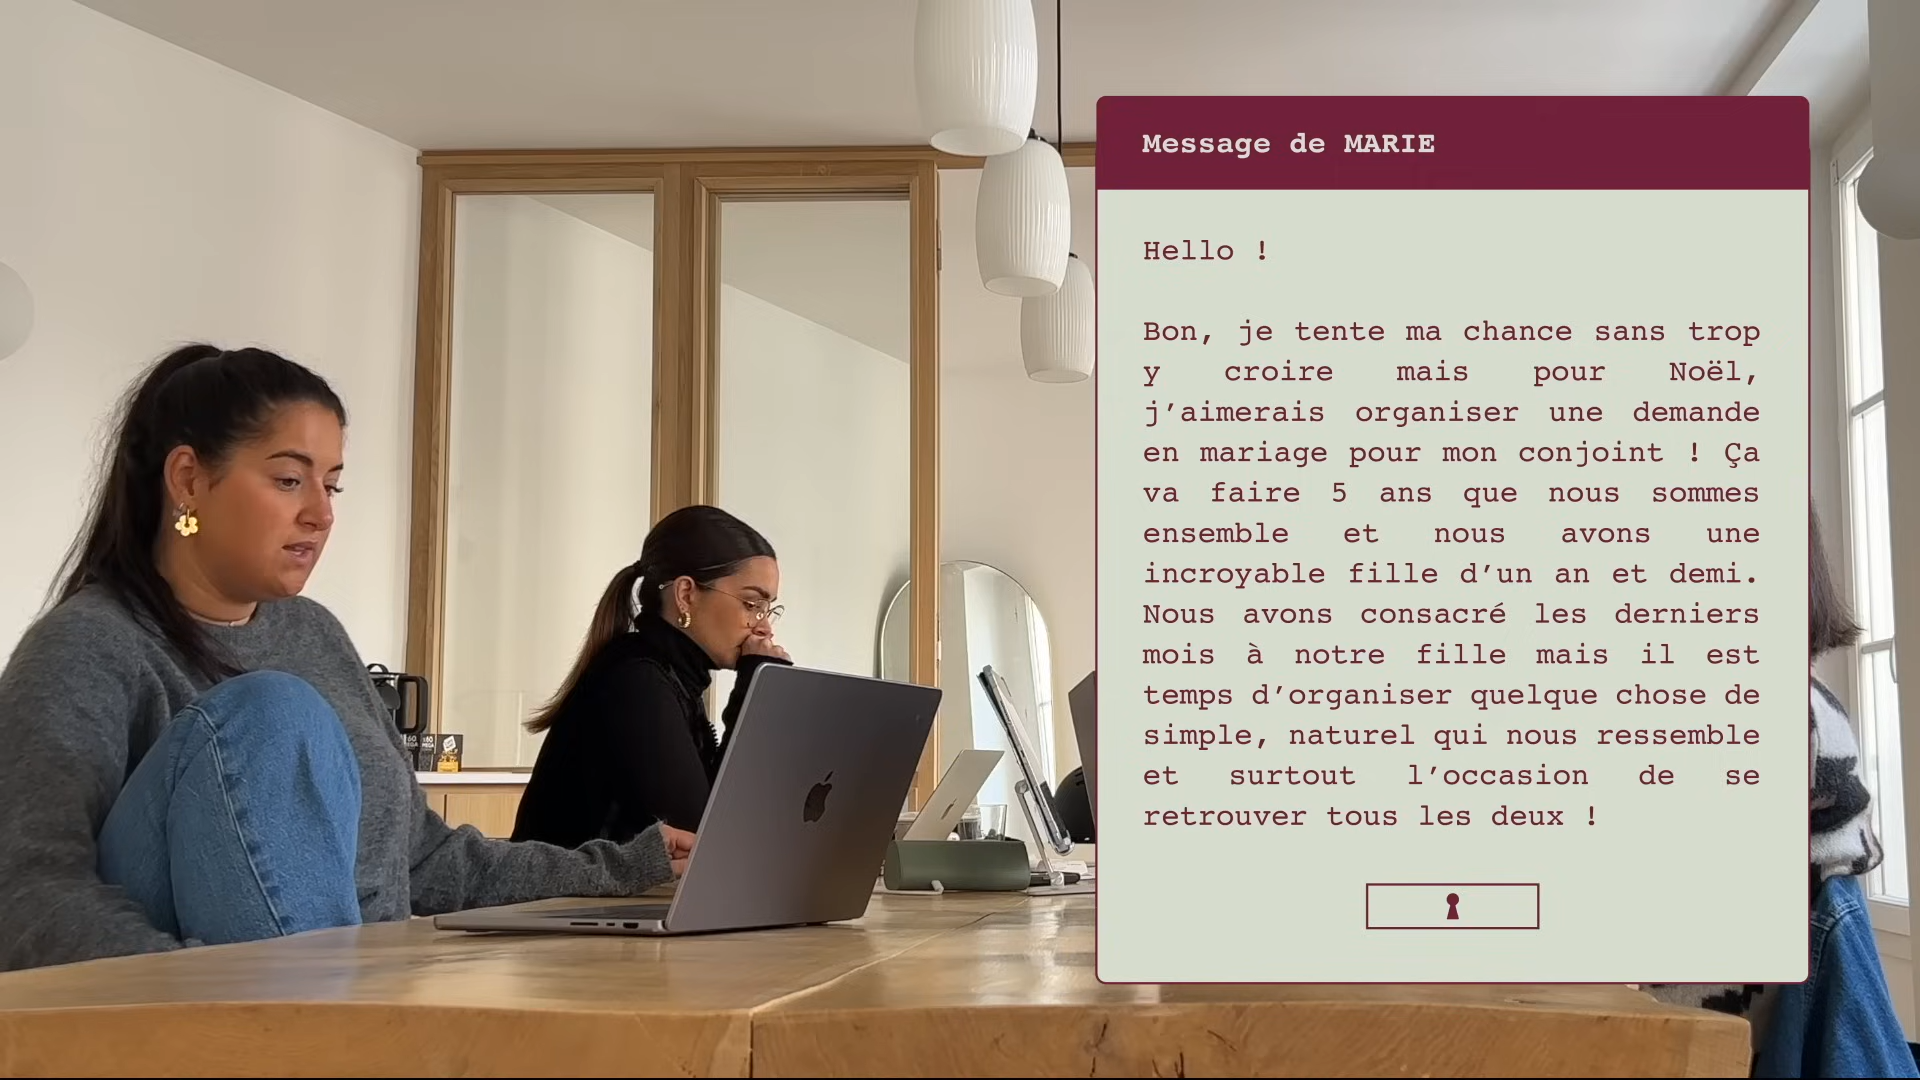 Message de MARIE
Hello !
Bon, je tente ma chance sans trop
y croire mais pour Noël,
j’aimerais organiser une demande
en mariage pour mon conjoint ! Ça
va faire 5 ans que nous sommes
ensemble et nous avons une
incroyable fille d’un an et demi.
Nous avons consacré les derniers
mois à notre fille mais il est
temps d’organiser quelque chose de
simple, naturel qui nous ressemble
et surtout l’occasion de se
retrouver tous les deux !